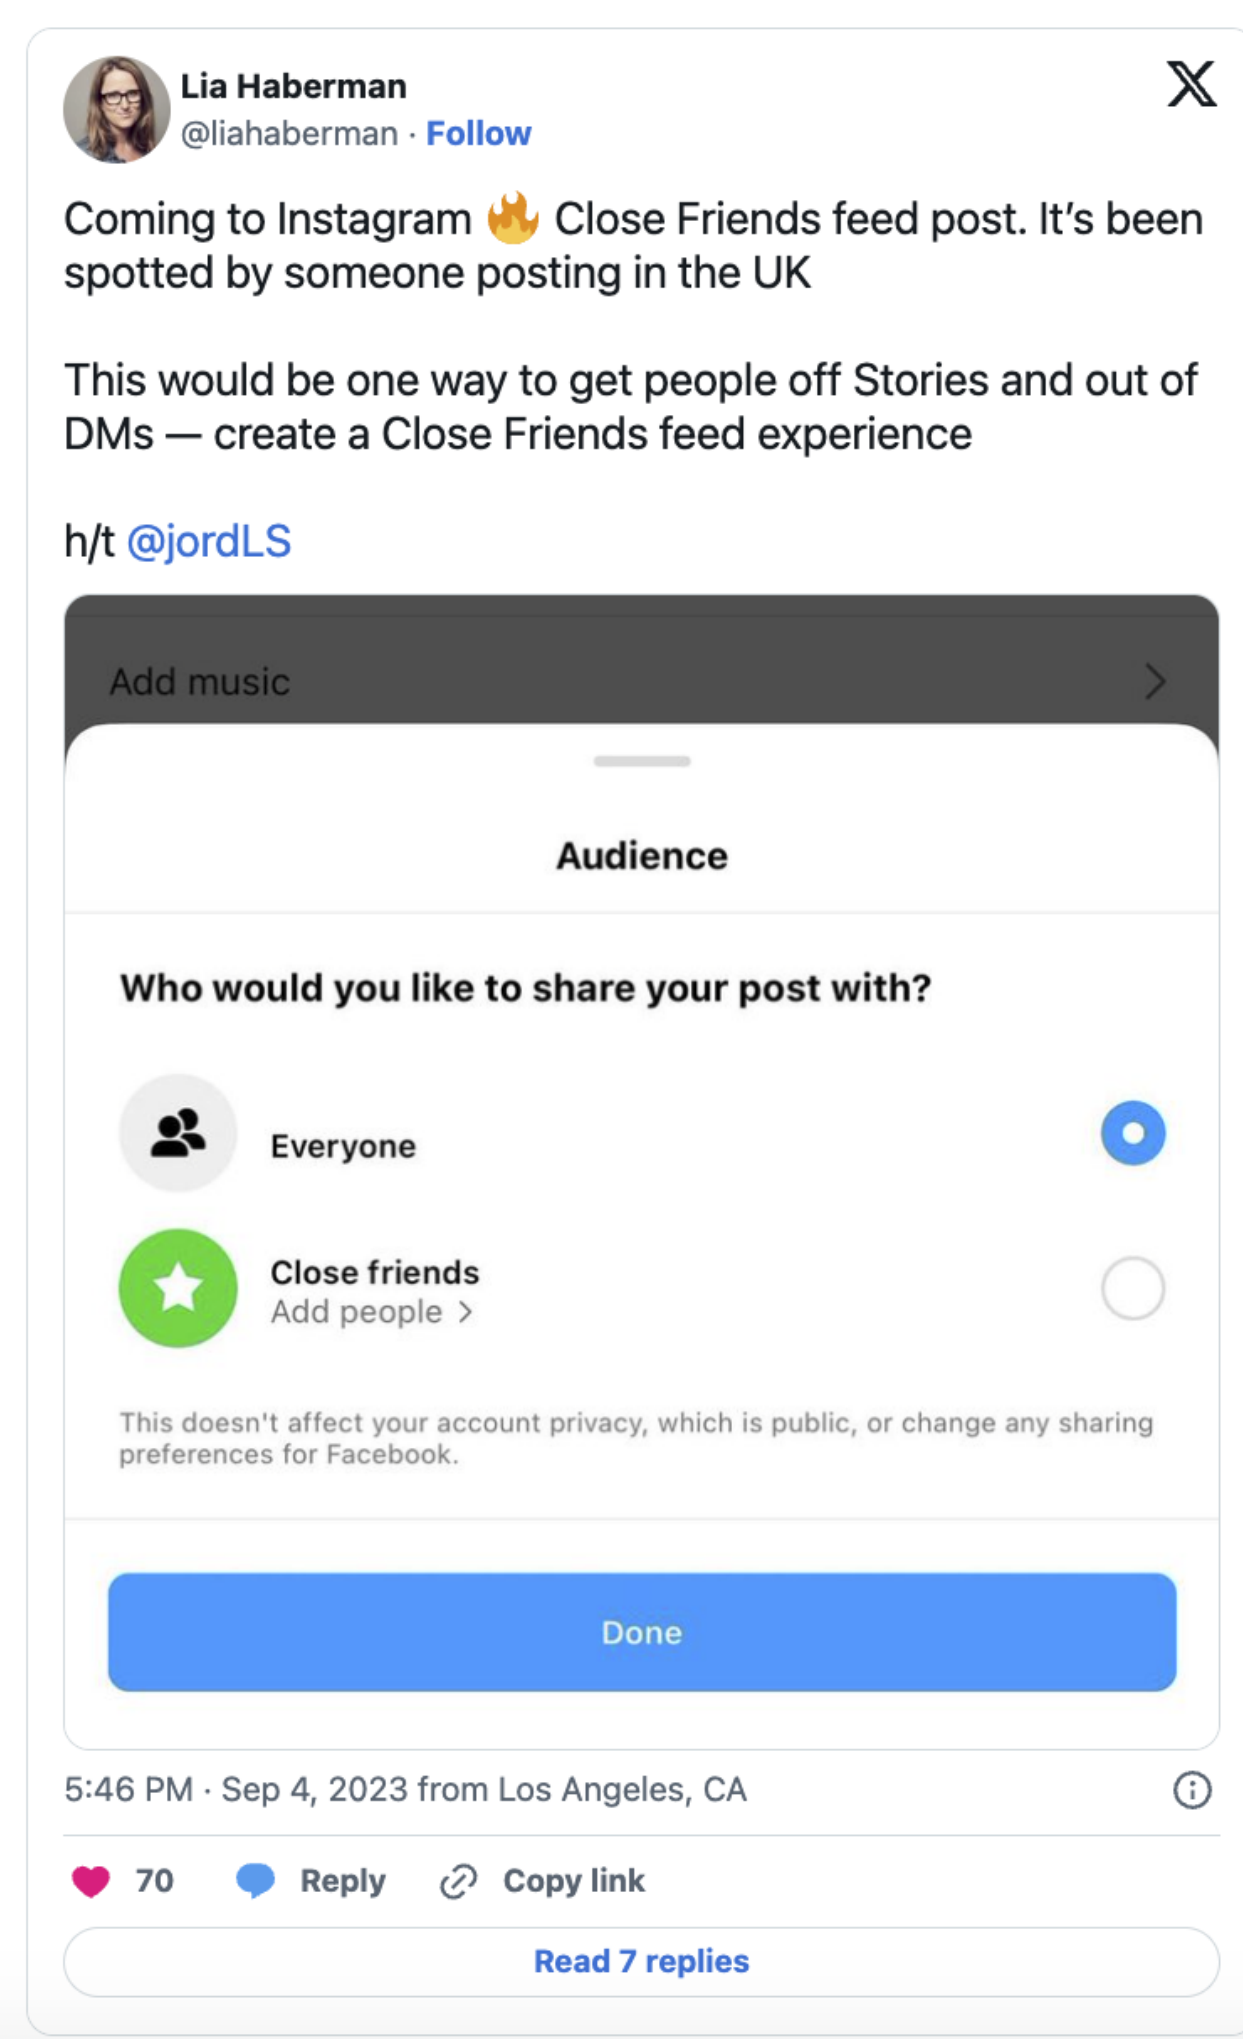 Lia Haberman
@liahaberman · Follow
Coming to Instagram 🔥 Close Friends feed post. It’s been
spotted by someone posting in the UK
This would be one way to get people off Stories and out of
DMs — create a Close Friends feed experience
h/t @jordLS
Add music
Audience
Who would you like to share your post with?
Everyone
Close friends
Add people >
This doesn't affect your account privacy, which is public, or change any sharing
preferences for Facebook.
Done
5:46 PM · Sep 4, 2023 from Los Angeles, CA
70 Reply Copy link
Read 7 replies